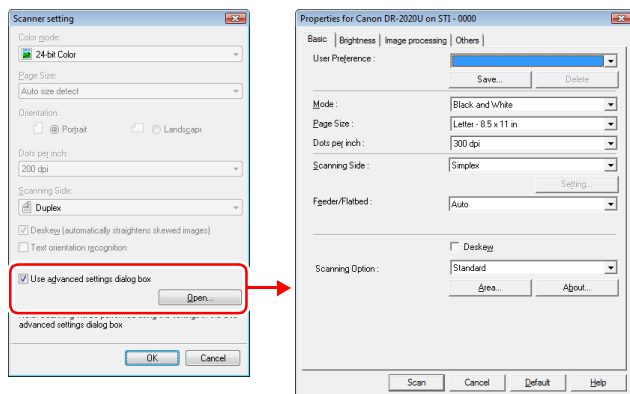 Scanner setting
Color mode:
24-bit Color
Page Size:
Auto size detect
Orientation:
Portrait
Landscape
Dots per inch:
200 dpi
Scanning Side:
Duplex
Deskew (automatically straightens skewed images)
Text orientation recognition
Use advanced settings dialog box
Open...
advanced settings dialog box
OK Cancel
Properties for Canon DR-2020U on STI - 0000
Basic Brightness Image processing Others
User Preference :
Save... Delete
Mode : Black and White
Page Size : Letter - 8.5 x 11 in
Dots per inch : 300 dpi
Scanning Side : Simplex
Setting...
Feeder/Flatbed : Auto
Deskew
Scanning Option : Standard
Area... About...
Scan Cancel Default Help